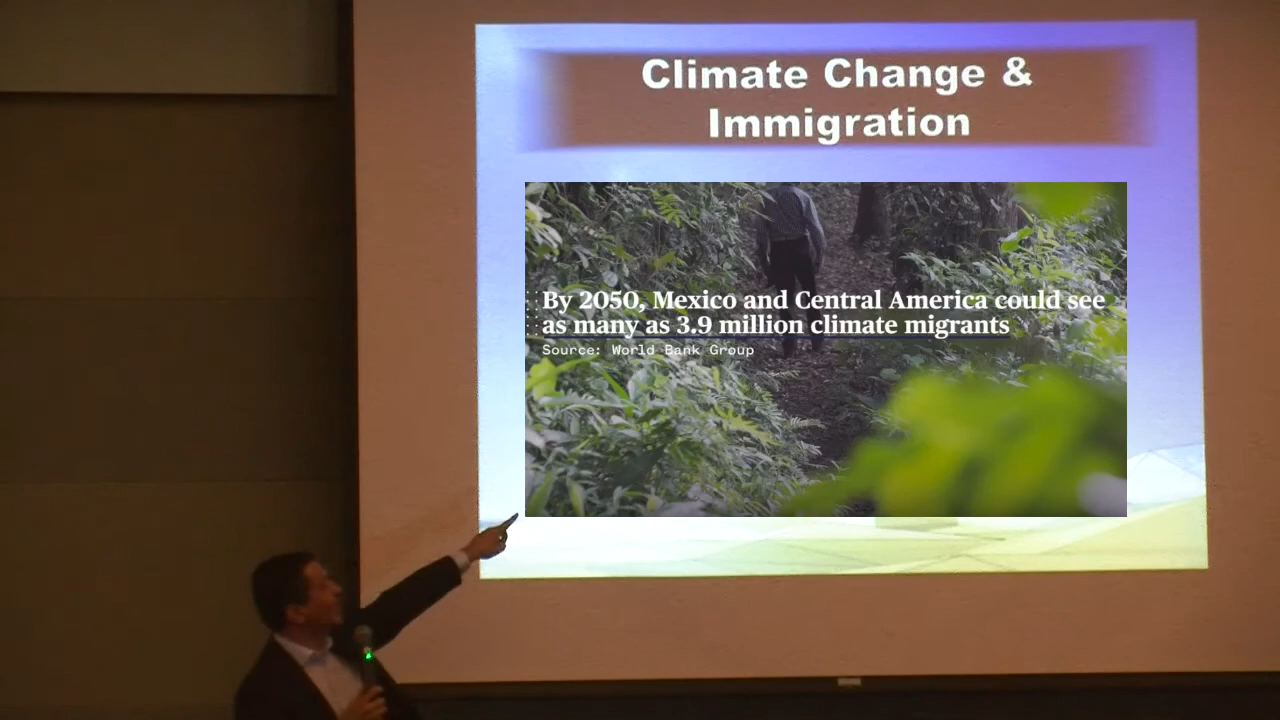 Climate Change &
Immigration
By 2050, Mexico and Central America could see
as many as 3.9 million climate migrants
Source: World Bank Group